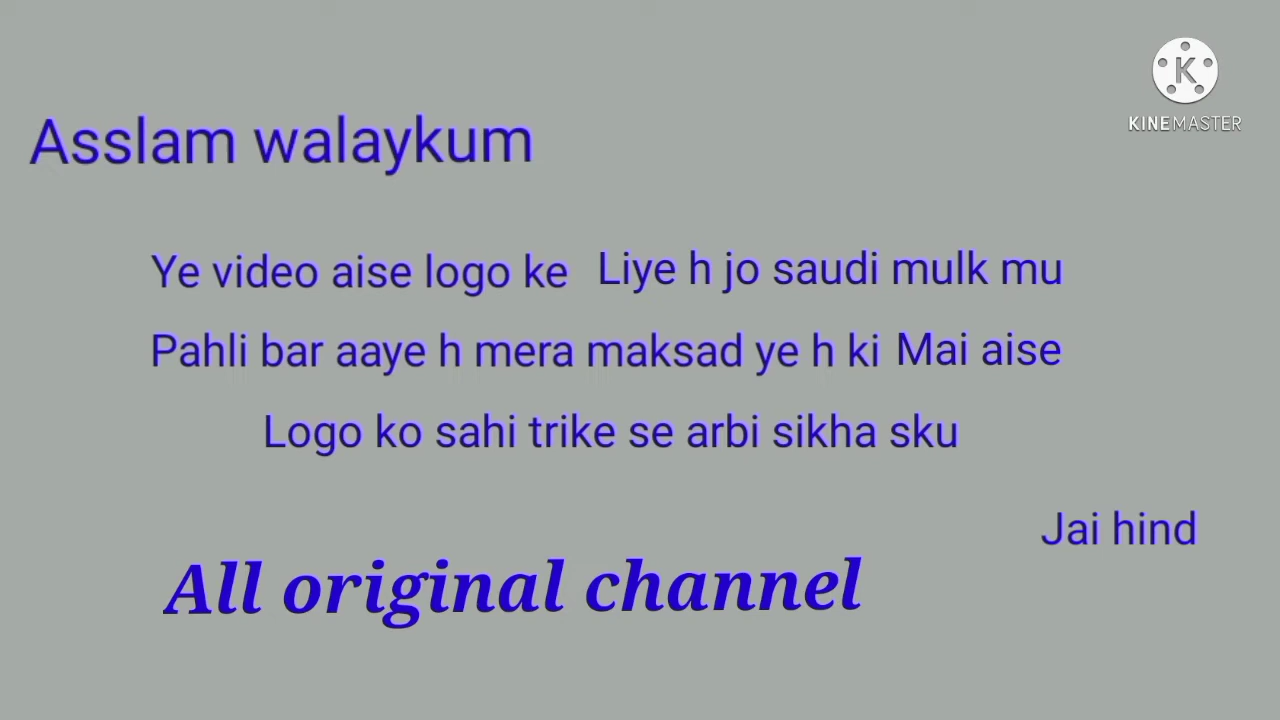 KINEMASTER
Asslam walaykum
Ye video aise logo ke Liye h jo saudi mulk mu
Pahli bar aaye h mera maksad ye h ki Mai aise
Logo ko sahi trike se arbi sikha sku
Jai hind
All original channel